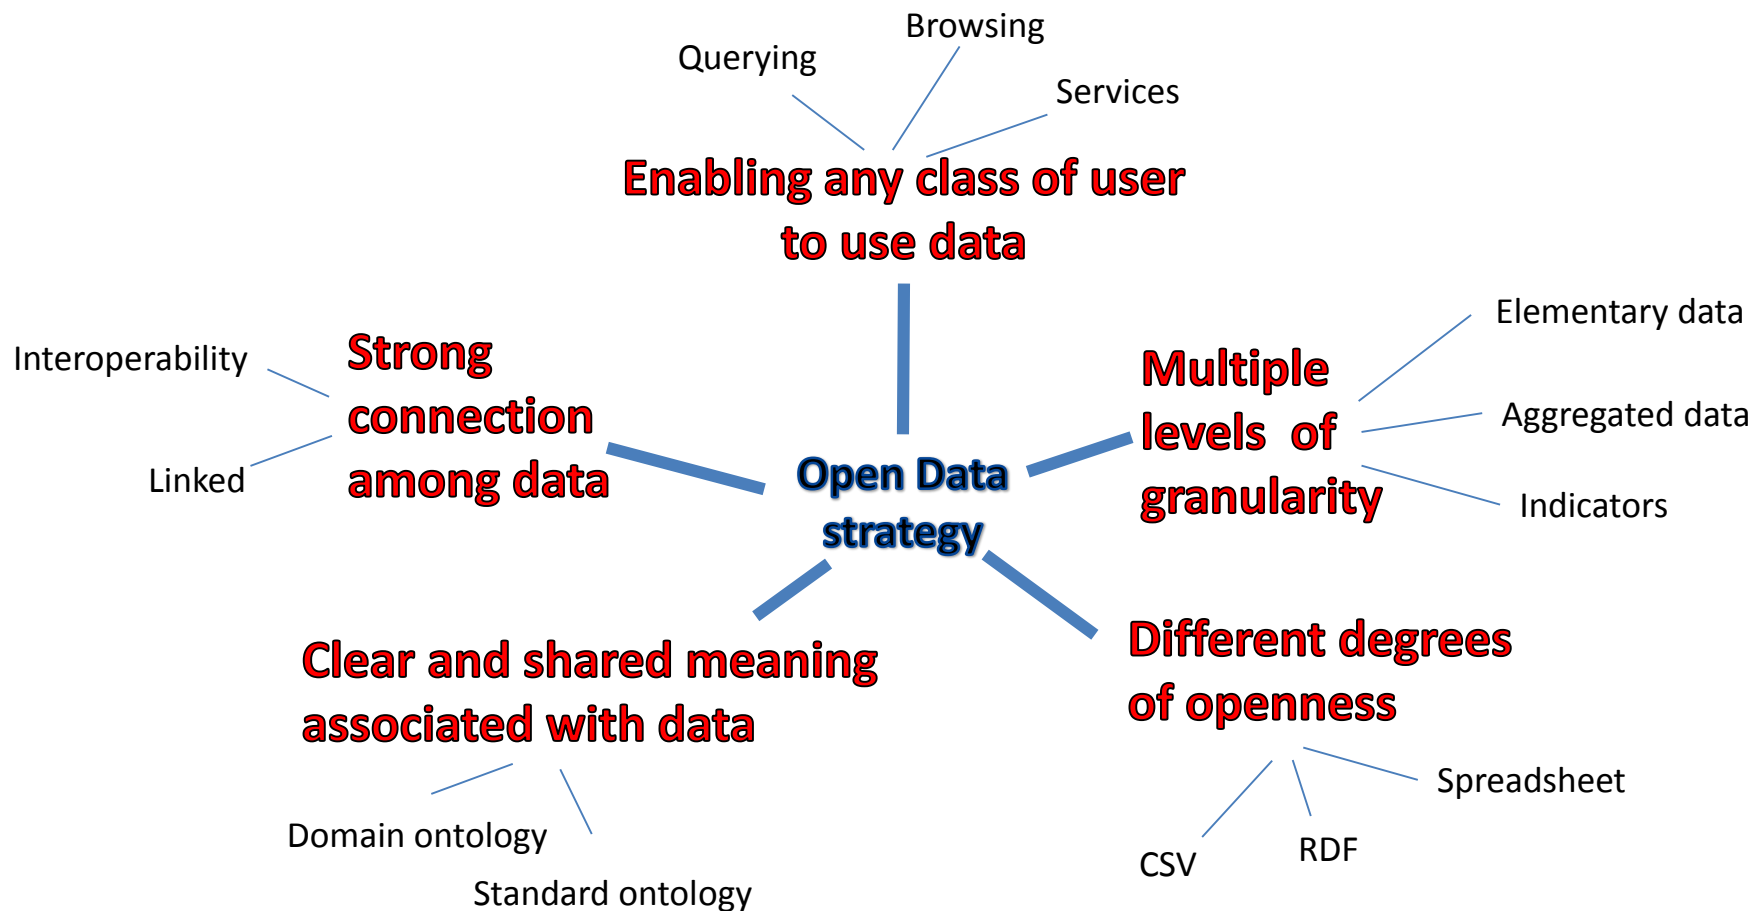 Browsing
Querying
Services
Enabling any class of user
to use data
Elementary data
Interoperability
Strong
connection
among data
Linked
Multiple
levels of
granularity
Aggregated data
Indicators
Open Data
strategy
Clear and shared meaning
associated with data
Different degrees
of openness
Domain ontology
Standard ontology
Spreadsheet
RDF
CSV